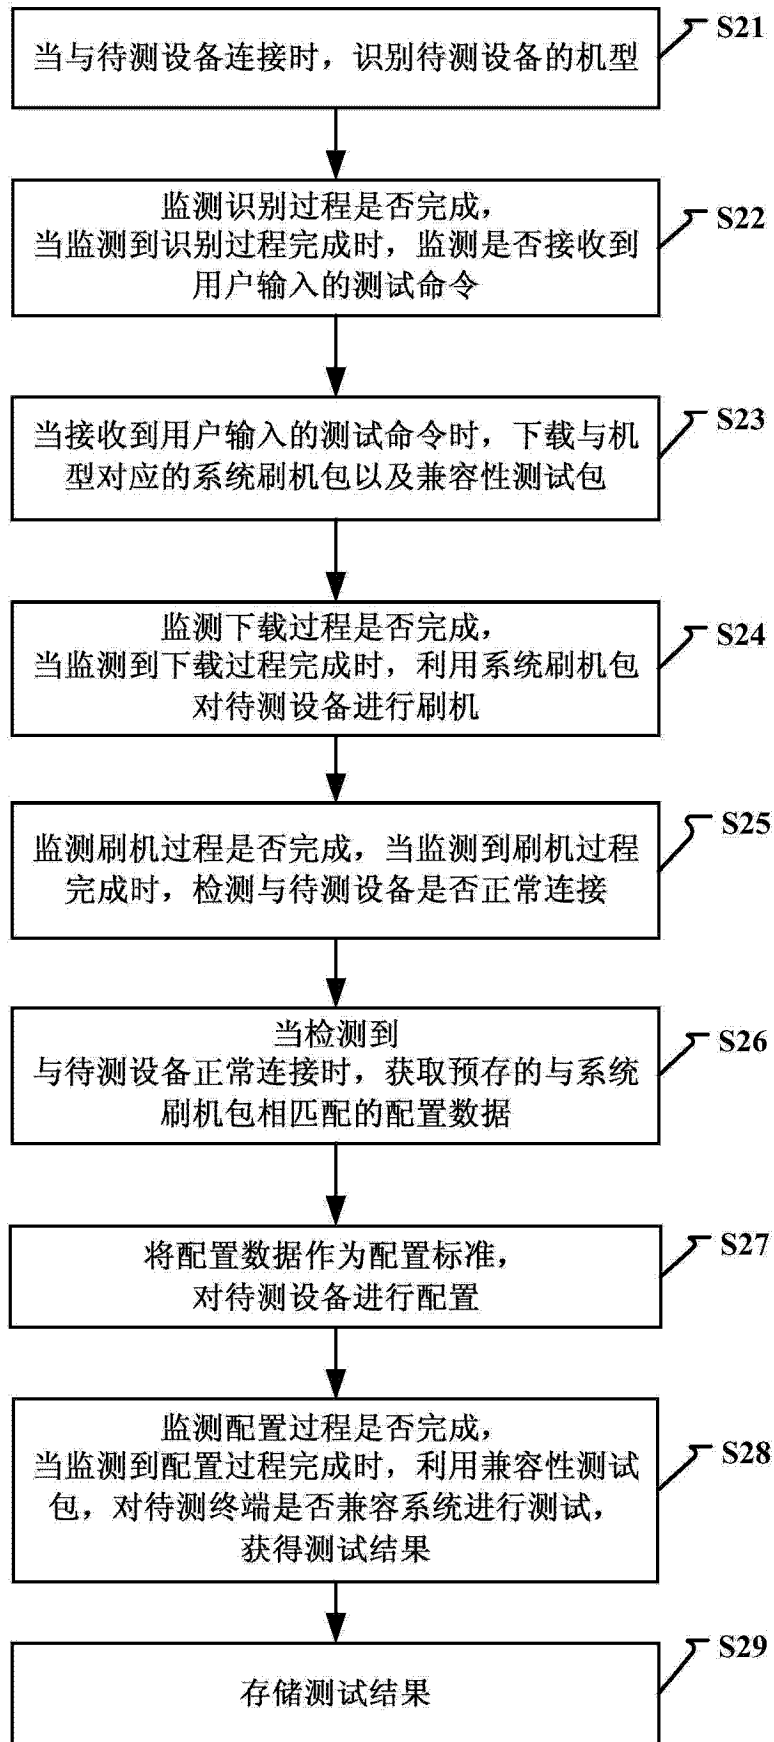 当与待测设备连接时，识别待测设备的机型
S21
监测识别过程是否完成，
当监测到识别过程完成时，监测是否接收到
用户输入的测试命令
S22
当接收到用户输入的测试命令时，下载与机
型对应的系统刷机包以及兼容性测试包
S23
监测下载过程是否完成，
当监测到下载过程完成时，利用系统刷机包
对待测设备进行刷机
S24
监测刷机过程是否完成，当监测到刷机过程
完成时，检测与待测设备是否正常连接
S25
当检测到
与待测设备正常连接时，获取预存的与系统
刷机包相匹配的配置数据
S26
将配置数据作为配置标准，
对待测设备进行配置
S27
监测配置过程是否完成，
当监测到配置过程完成时，利用兼容性测试
包，对待测终端是否兼容系统进行测试，
获得测试结果
S28
存储测试结果
S29